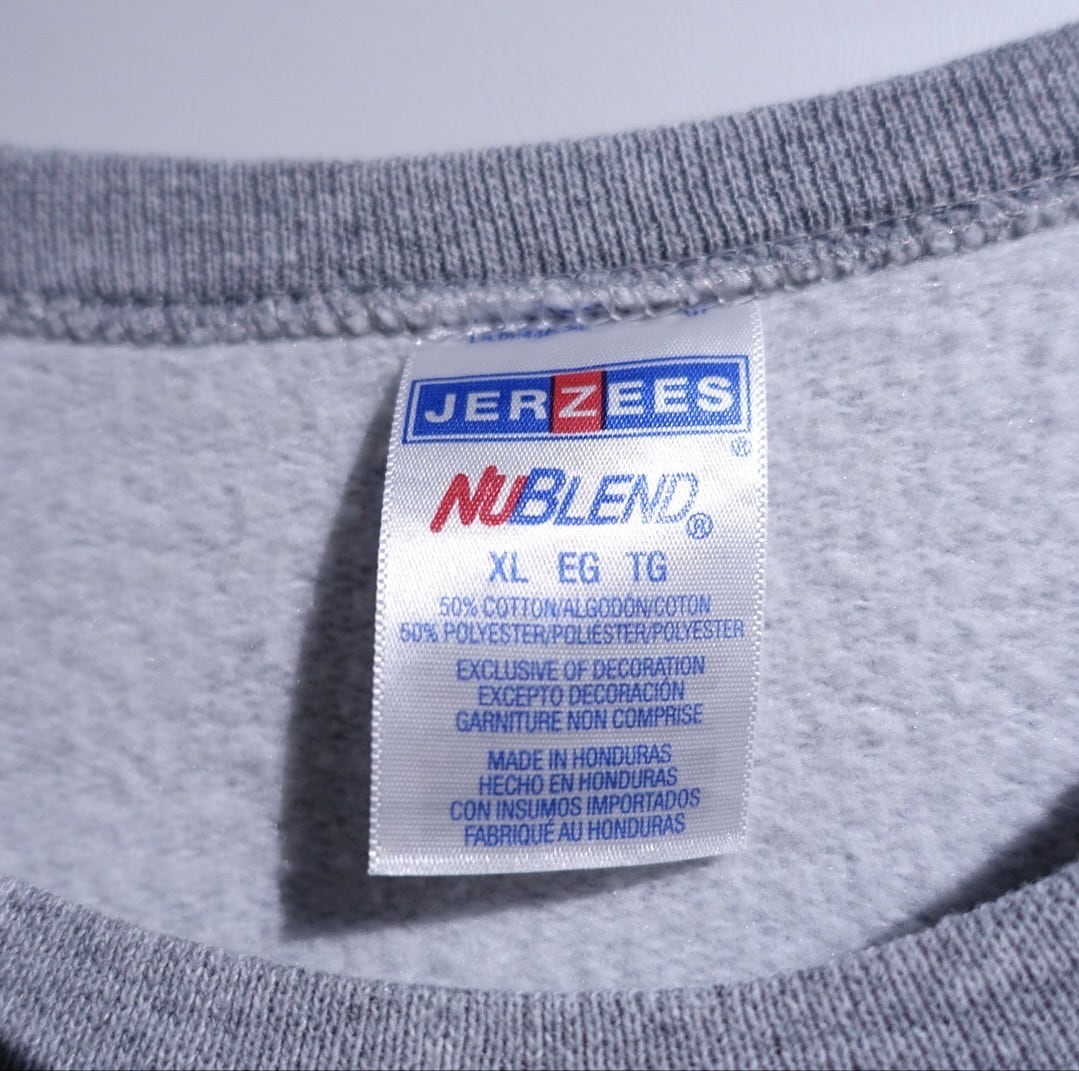 JERZEES
®
NUBLEND®
XL EG TG
50% COTTON/ALGODÓN/COTON
50% POLYESTER/POLIÉSTER/POLYESTER
EXCLUSIVE OF DECORATION
EXCEPTO DECORACIÓN
GARNITURE NON COMPRISE
MADE IN HONDURAS
HECHO EN HONDURAS
CON INSUMOS IMPORTADOS
FABRIQUÉ AU HONDURAS